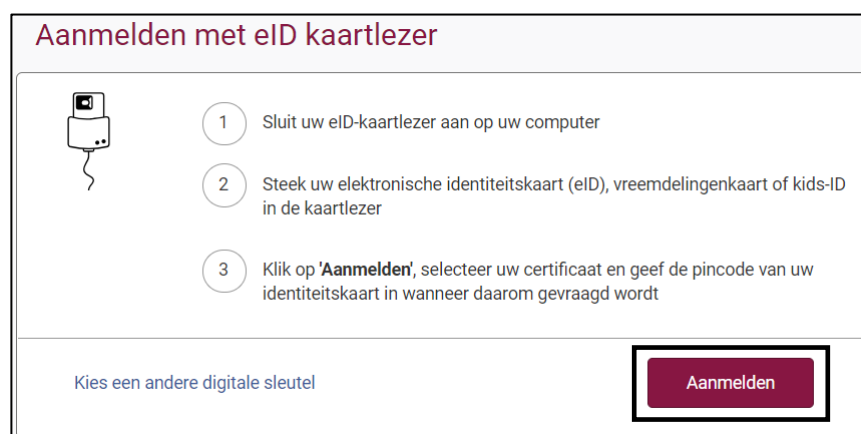 Aanmelden met eID kaartlezer
1 Sluit uw eID-kaartlezer aan op uw computer
2 Steek uw elektronische identiteitskaart (eID), vreemdelingenkaart of kids-ID
in de kaartlezer
3 Klik op 'Aanmelden', selecteer uw certificaat en geef de pincode van uw
identiteitskaart in wanneer daarom gevraagd wordt
Kies een andere digitale sleutel
Aanmelden